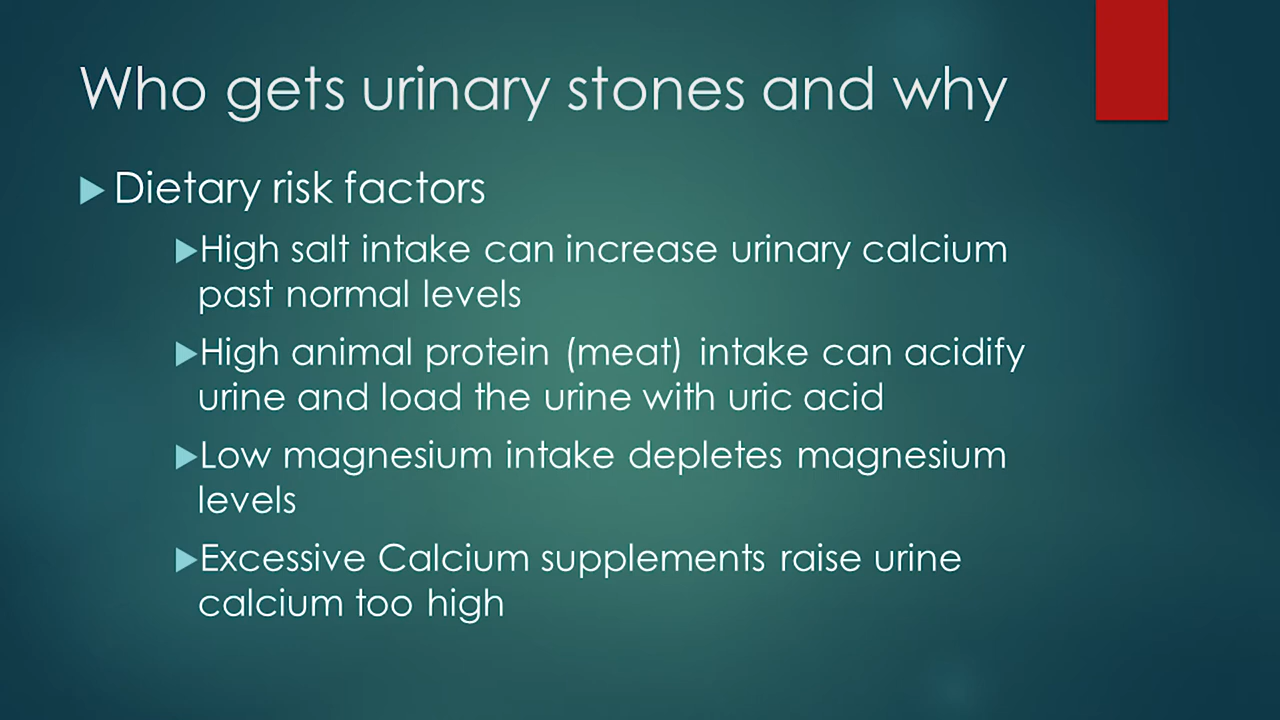 Who gets urinary stones and why
Dietary risk factors
High salt intake can increase urinary calcium
past normal levels
High animal protein (meat) intake can acidify
urine and load the urine with uric acid
Low magnesium intake depletes magnesium
levels
Excessive Calcium supplements raise urine
calcium too high